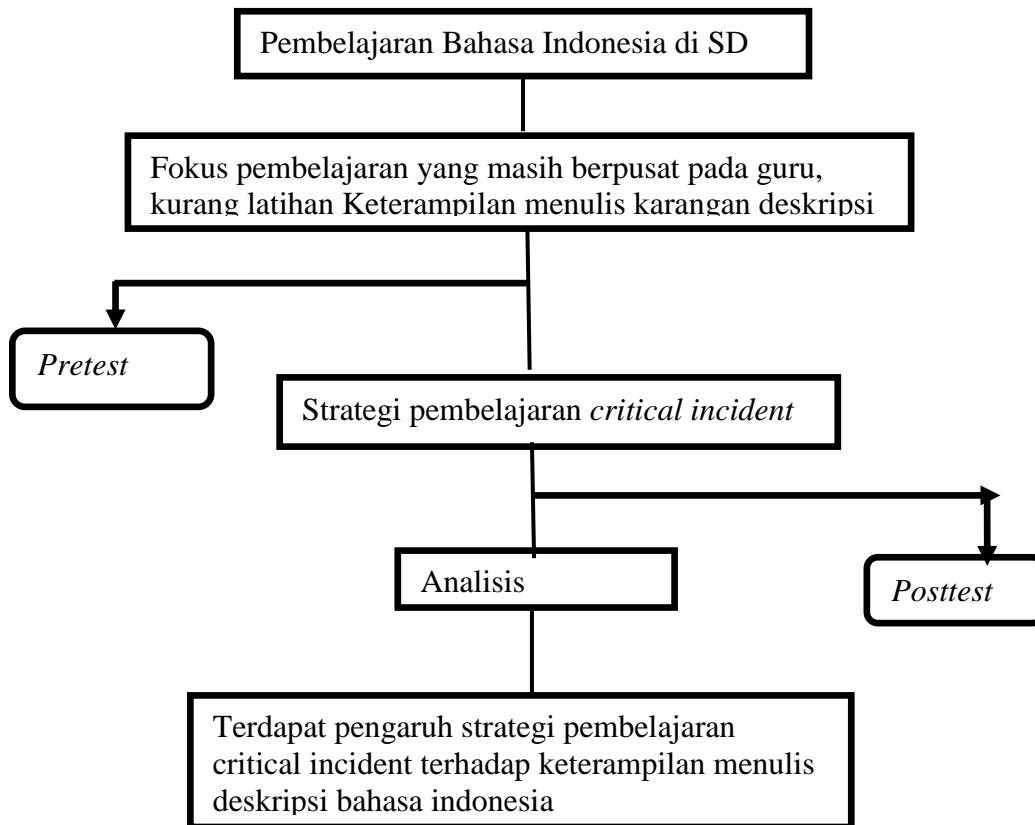 Pembelajaran Bahasa Indonesia di SD
Fokus pembelajaran yang masih berpusat pada guru,
kurang latihan Keterampilan menulis karangan deskripsi
Pretest
Strategi pembelajaran critical incident
Analisis
Posttest
Terdapat pengaruh strategi pembelajaran
critical incident terhadap keterampilan menulis
deskripsi bahasa indonesia